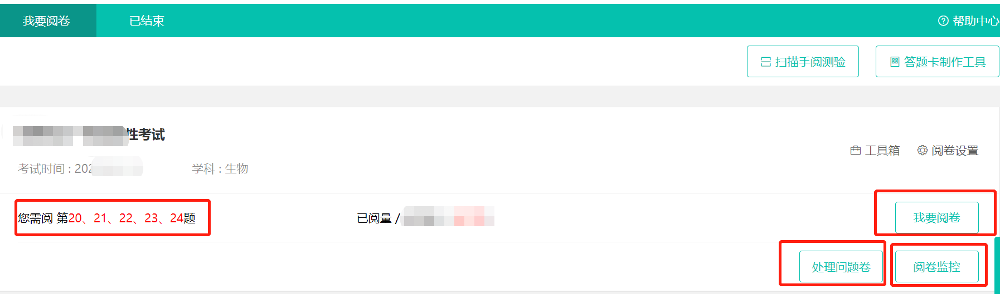 我要阅卷 已结束 帮助中心
扫描手阅测验 答题卡制作工具
性考试
工具箱 阅卷设置
考试时间 : 202 学科 : 生物
您需阅 第20、21、22、23、24题 已阅量 / 我要阅卷
处理问题卷 阅卷监控